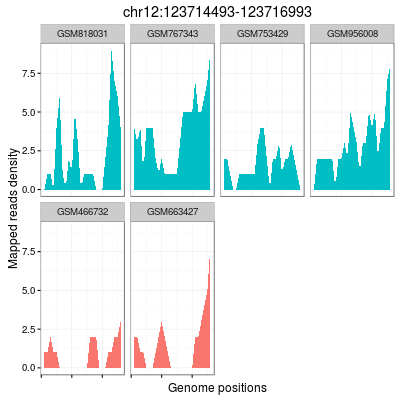 chr12:123714493-123716993
GSM818031 GSM767343 GSM753429 GSM956008
7.5
5.0
2.5
0.0
GSM466732 GSM663427
7.5
5.0
2.5
0.0
Mapped reads density
Genome positions